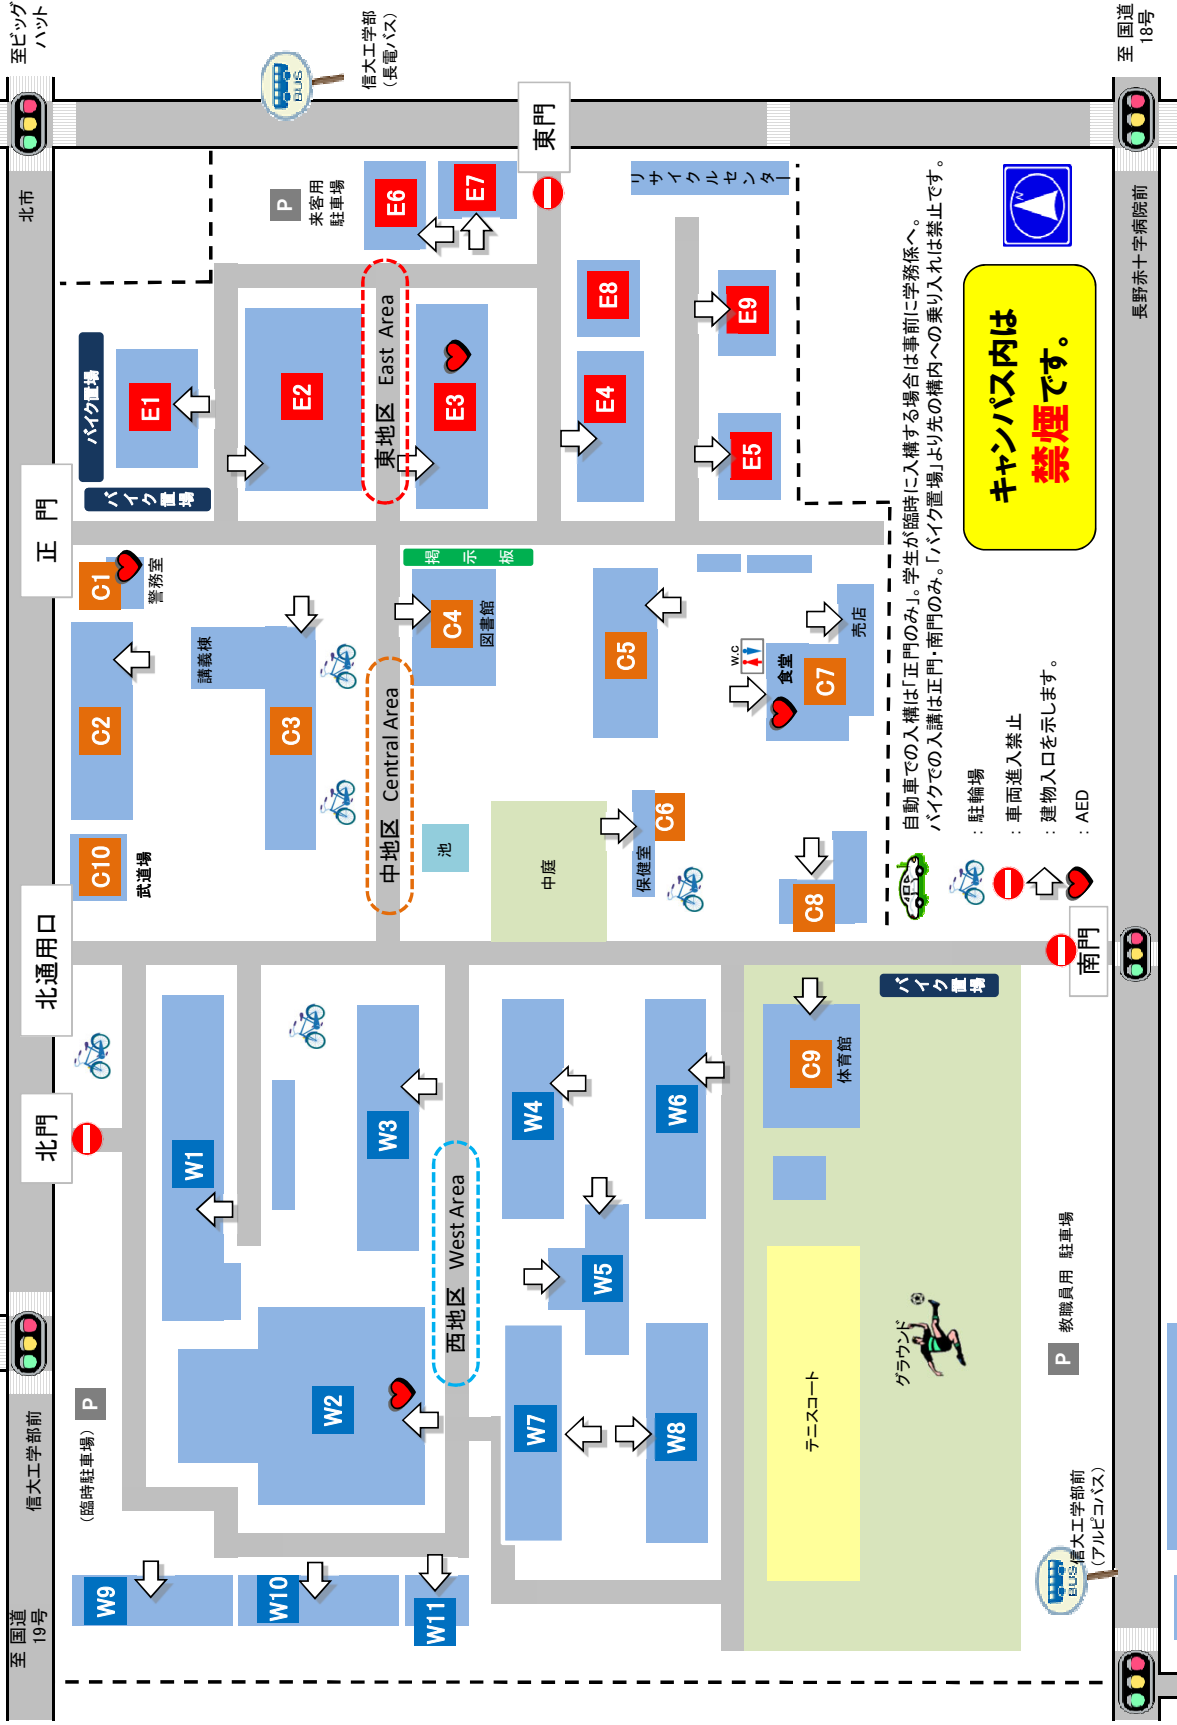 至 国道
19号
信大工学部前
北門
北通用口
正 門
北市
至ビッグ
ハット
(臨時駐車場)
P
W9
W10
W11
W1
W2
W3
西地区 West Area
W4
W5
W6
W7
W8
C10
武道場
C2
C1
警務室
バイク置場
バイク置場
講義棟
C3
中地区 Central Area
池
中庭
掲示板
C4
図書館
C5
保健室
C6
w.c
食堂
C7
売店
C8
C9
体育館
バイク置場
テニスコート
グラウンド
E1
E2
東地区 East Area
E3
E4
E5
E6
E7
E8
E9
P
来客用
駐車場
東門
リサイクルセンター
BUS
信大工学部
(長電バス)
自動車での入構は「正門のみ」。学生が臨時に入構する場合は事前に学務係へ。
バイクでの入講は正門・南門のみ。「バイク置場」より先の構内への乗り入れは禁止です。
:駐輪場
:車両進入禁止
:建物入口を示します。
:AED
キャンパス内は
禁煙です。
N
P
教職員用 駐車場
BUS
信大工学部前
(アルピコバス)
南門
長野赤十字病院前
至 国道
18号